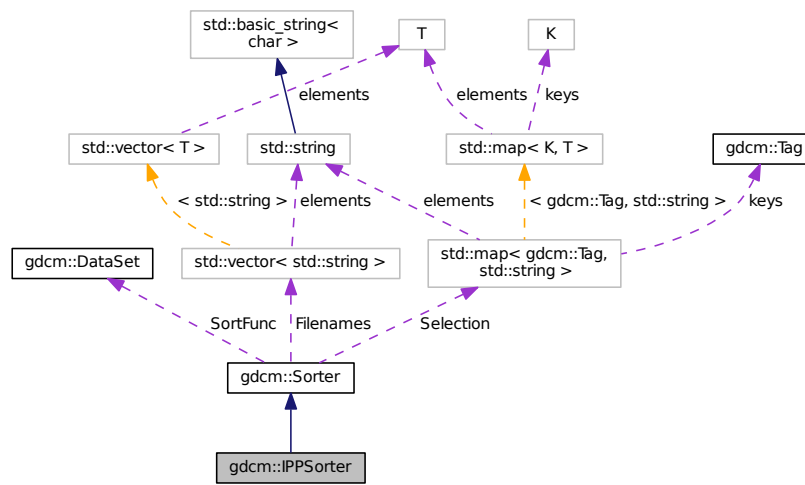 std::basic_string<
char >
T
K
elements
elements
keys
std::vector< T >
std::string
std::map< K, T >
gdcm::Tag
< std::string >
elements
elements
< gdcm::Tag, std::string >
keys
gdcm::DataSet
std::vector< std::string >
std::map< gdcm::Tag,
std::string >
SortFunc
Filenames
Selection
gdcm::Sorter
gdcm::IPPSorter